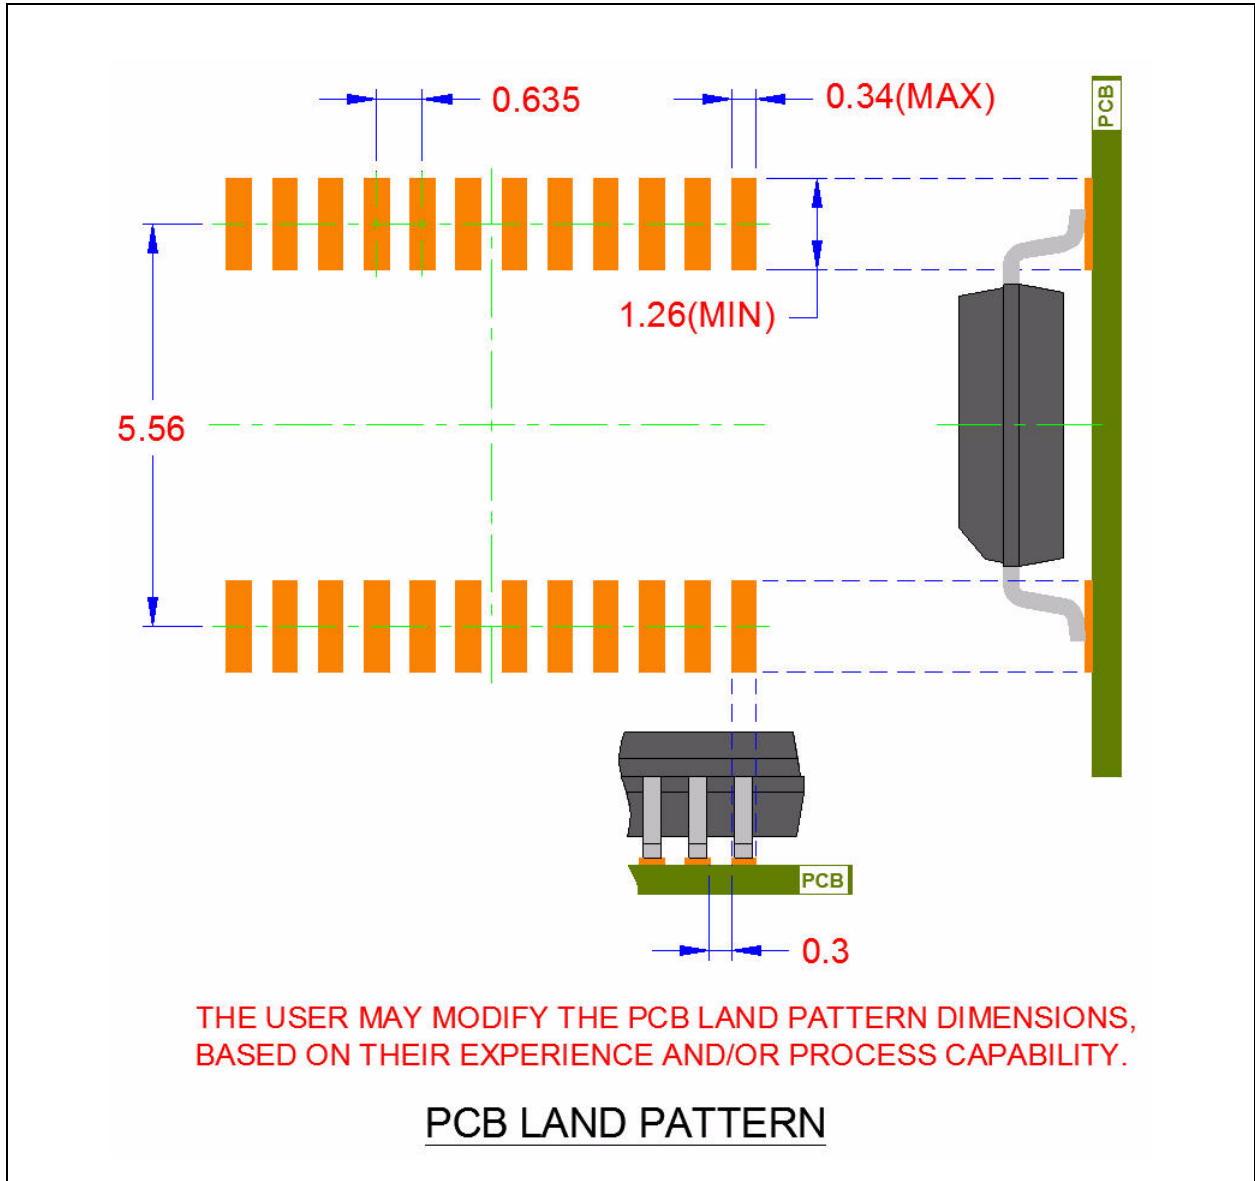 0.635
0.34(MAX)
PCB
1.26(MIN)
5.56
PCB
0.3
THE USER MAY MODIFY THE PCB LAND PATTERN DIMENSIONS,
BASED ON THEIR EXPERIENCE AND/OR PROCESS CAPABILITY.
PCB LAND PATTERN